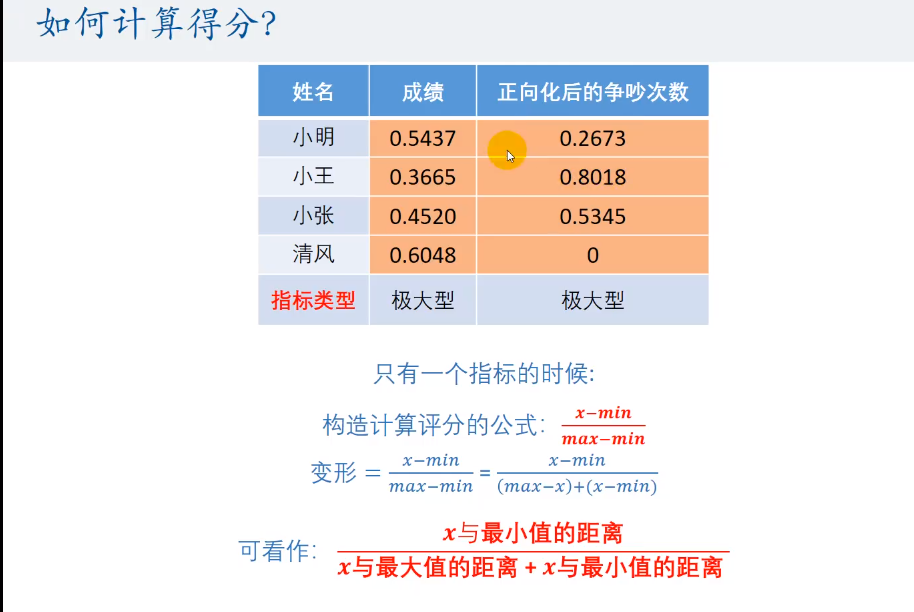 如何计算得分?
姓名 成绩 正向化后的争吵次数
小明 0.5437 0.2673
小王 0.3665 0.8018
小张 0.4520 0.5345
清风 0.6048 0
指标类型 极大型 极大型
只有一个指标的时候:
构造计算评分的公式: x−min
max−min
变形 = x−min = x−min
max−min (max−x)+(x−min)
可看作: x与最小值的距离
x与最大值的距离 + x与最小值的距离